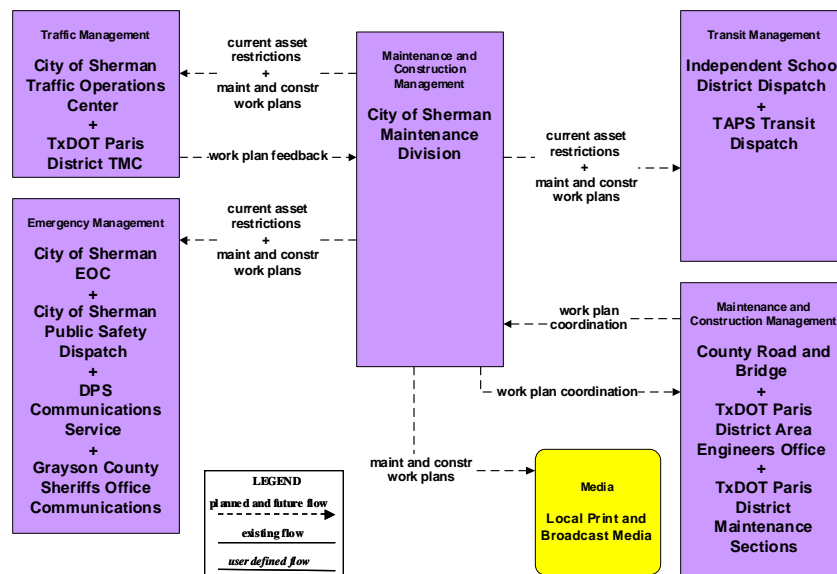 Traffic Management
City of Sherman
Traffic Operations
Center
+
TxDOT Paris
District TMC
current asset
restrictions
+
maint and constr
work plans
work plan feedback
Maintenance and
Construction
Management
City of Sherman
Maintenance
Division
current asset
restrictions
+
maint and constr
work plans
Transit Management
Independent School
District Dispatch
+
TAPS Transit
Dispatch
Emergency Management
City of Sherman
EOC
+
City of Sherman
Public Safety
Dispatch
+
DPS
Communications
Service
+
Grayson County
Sheriffs Office
Communications
current asset
restrictions
+
maint and constr
work plans
work plan
coordination
work plan coordination
Maintenance and
Construction Management
County Road and
Bridge
+
TxDOT Paris
District Area
Engineers Office
+
TxDOT Paris
District
Maintenance
Sections
maint and constr
work plans
Media
Local Print and
Broadcast Media
LEGEND
planned and future flow
existing flow
user defined flow